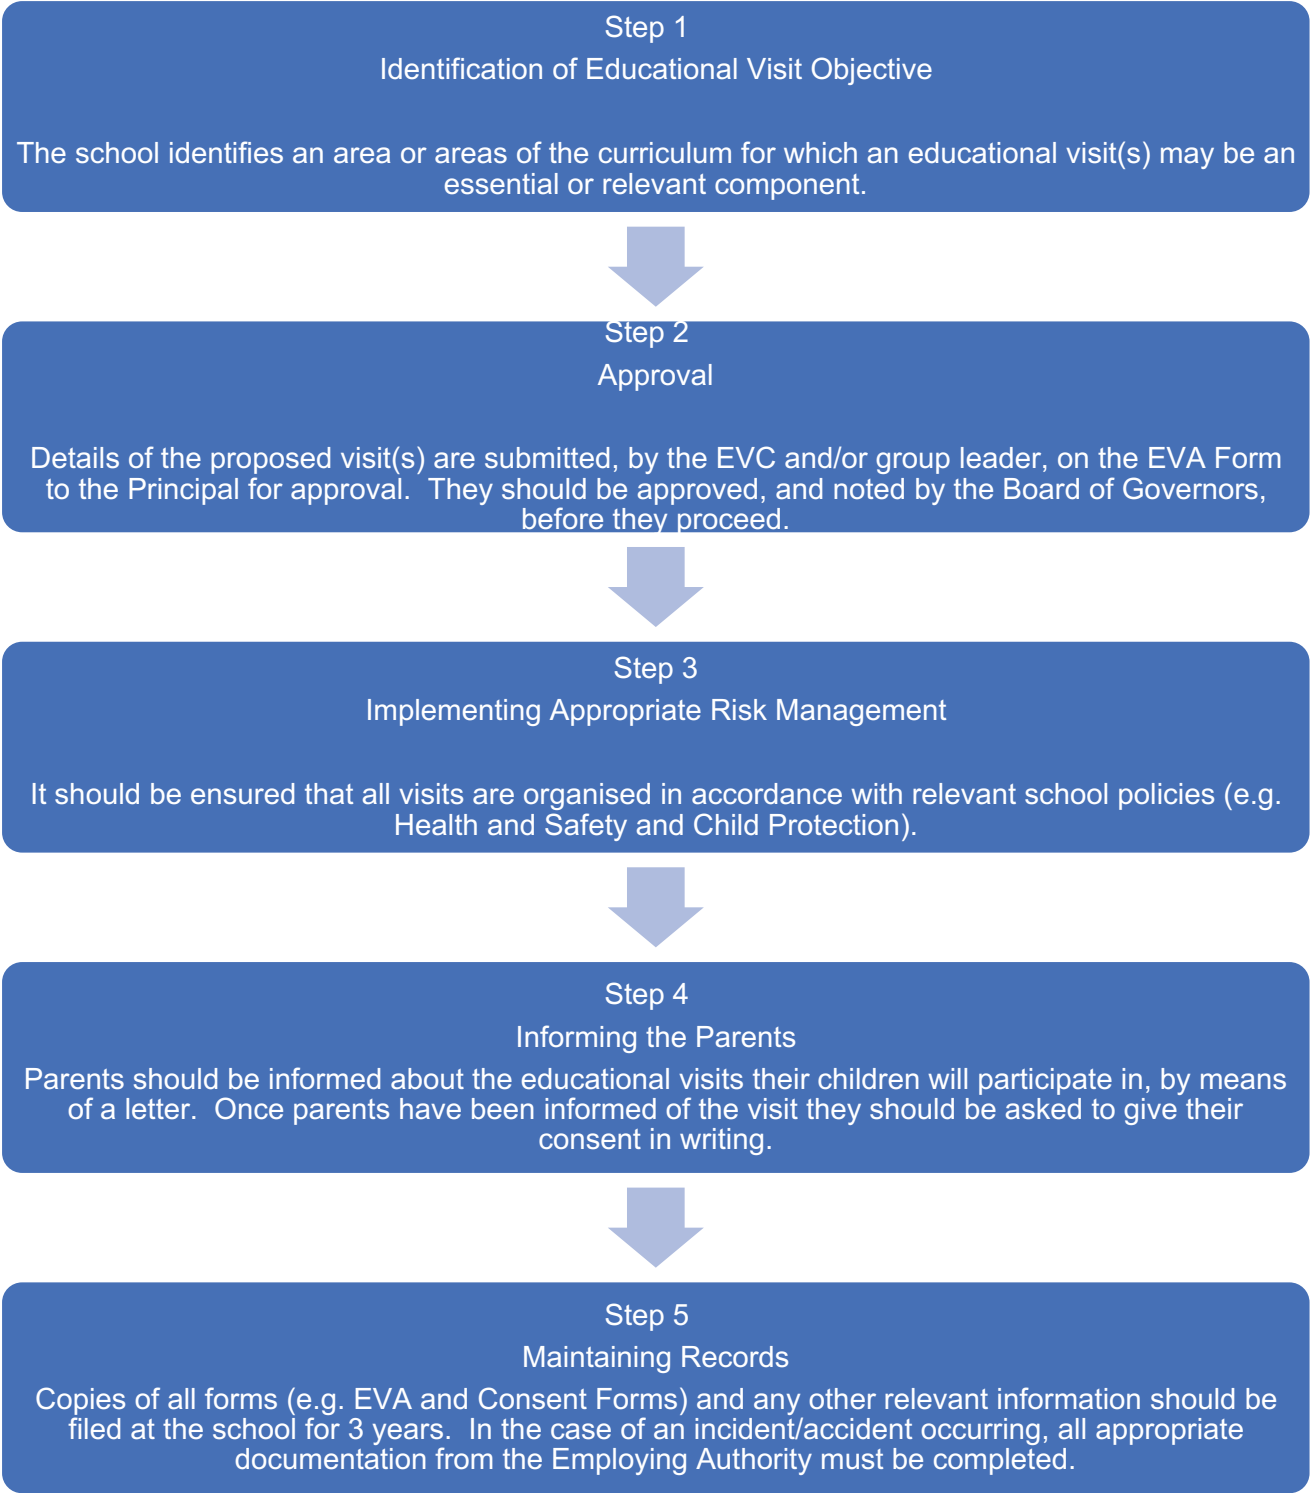 Step 1
Identification of Educational Visit Objective
The school identifies an area or areas of the curriculum for which an educational visit(s) may be an
essential or relevant component.
Step 2
Approval
Details of the proposed visit(s) are submitted, by the EVC and/or group leader, on the EVA Form
to the Principal for approval.  They should be approved, and noted by the Board of Governors,
before they proceed.
Step 3
Implementing Appropriate Risk Management
It should be ensured that all visits are organised in accordance with relevant school policies (e.g.
Health and Safety and Child Protection).
Step 4
Informing the Parents
Parents should be informed about the educational visits their children will participate in, by means
of a letter.  Once parents have been informed of the visit they should be asked to give their
consent in writing.
Step 5
Maintaining Records
Copies of all forms (e.g. EVA and Consent Forms) and any other relevant information should be
filed at the school for 3 years.  In the case of an incident/accident occurring, all appropriate
documentation from the Employing Authority must be completed.